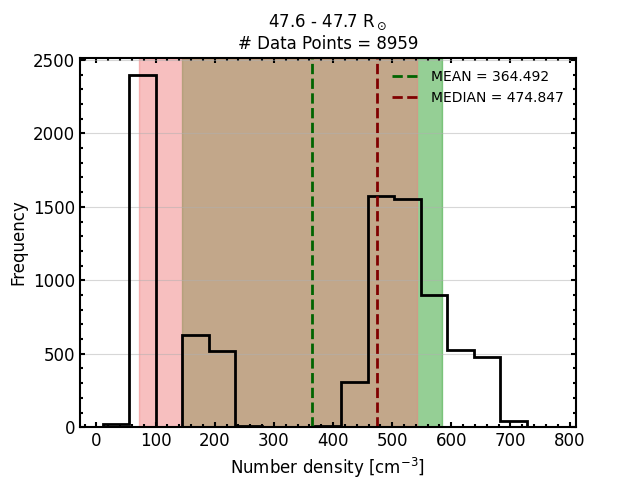 47.6 - 47.7 R⊙
# Data Points = 8959
MEAN = 364.492
MEDIAN = 474.847
Frequency
2500
2000
1500
1000
500
0
0 100 200 300 400 500 600 700 800
Number density [cm⁻³]